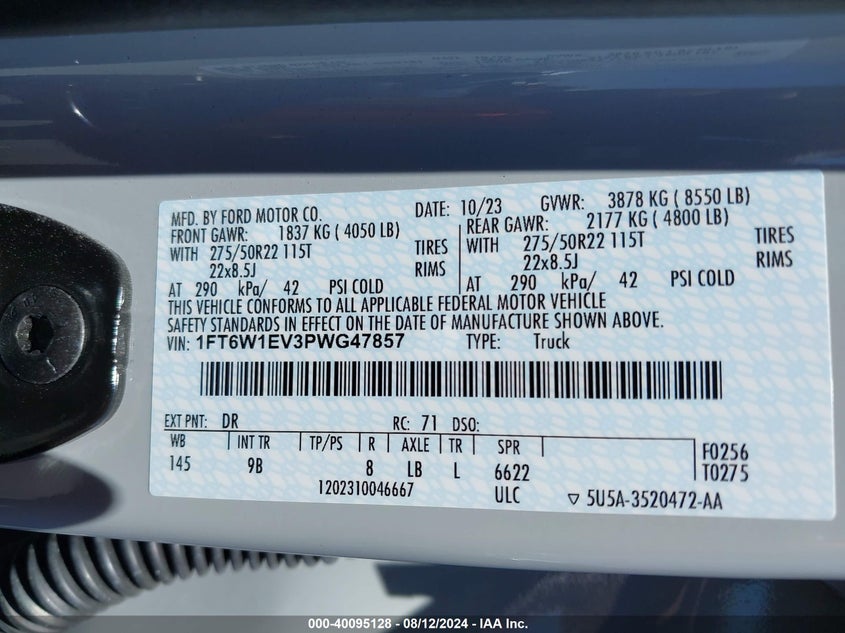 MFD. BY FORD MOTOR CO. DATE: 10/23 GVWR: 3878 KG ( 8550 LB)
FRONT GAWR: 1837 KG ( 4050 LB) REAR GAWR: 2177 KG ( 4800 LB)
WITH 275/50R22 115T TIRES WITH 275/50R22 115T TIRES
22x8.5J RIMS 22x8.5J RIMS
AT 290 kPa/ 42 PSI COLD AT 290 kPa/ 42 PSI COLD
THIS VEHICLE CONFORMS TO ALL APPLICABLE FEDERAL MOTOR VEHICLE
SAFETY STANDARDS IN EFFECT ON THE DATE OF MANUFACTURE SHOWN ABOVE.
VIN: 1FT6W1EV3PWG47857 TYPE: Truck
EXT PNT: DR RC: 71 DSO:
WB INT TR TP/PS R AXLE TR SPR F0256
145 9B 8 LB L 6622 T0275
1202310046667 ULC ▽ 5U5A-3520472-AA
000-40095128 - 08/12/2024 - IAA Inc.